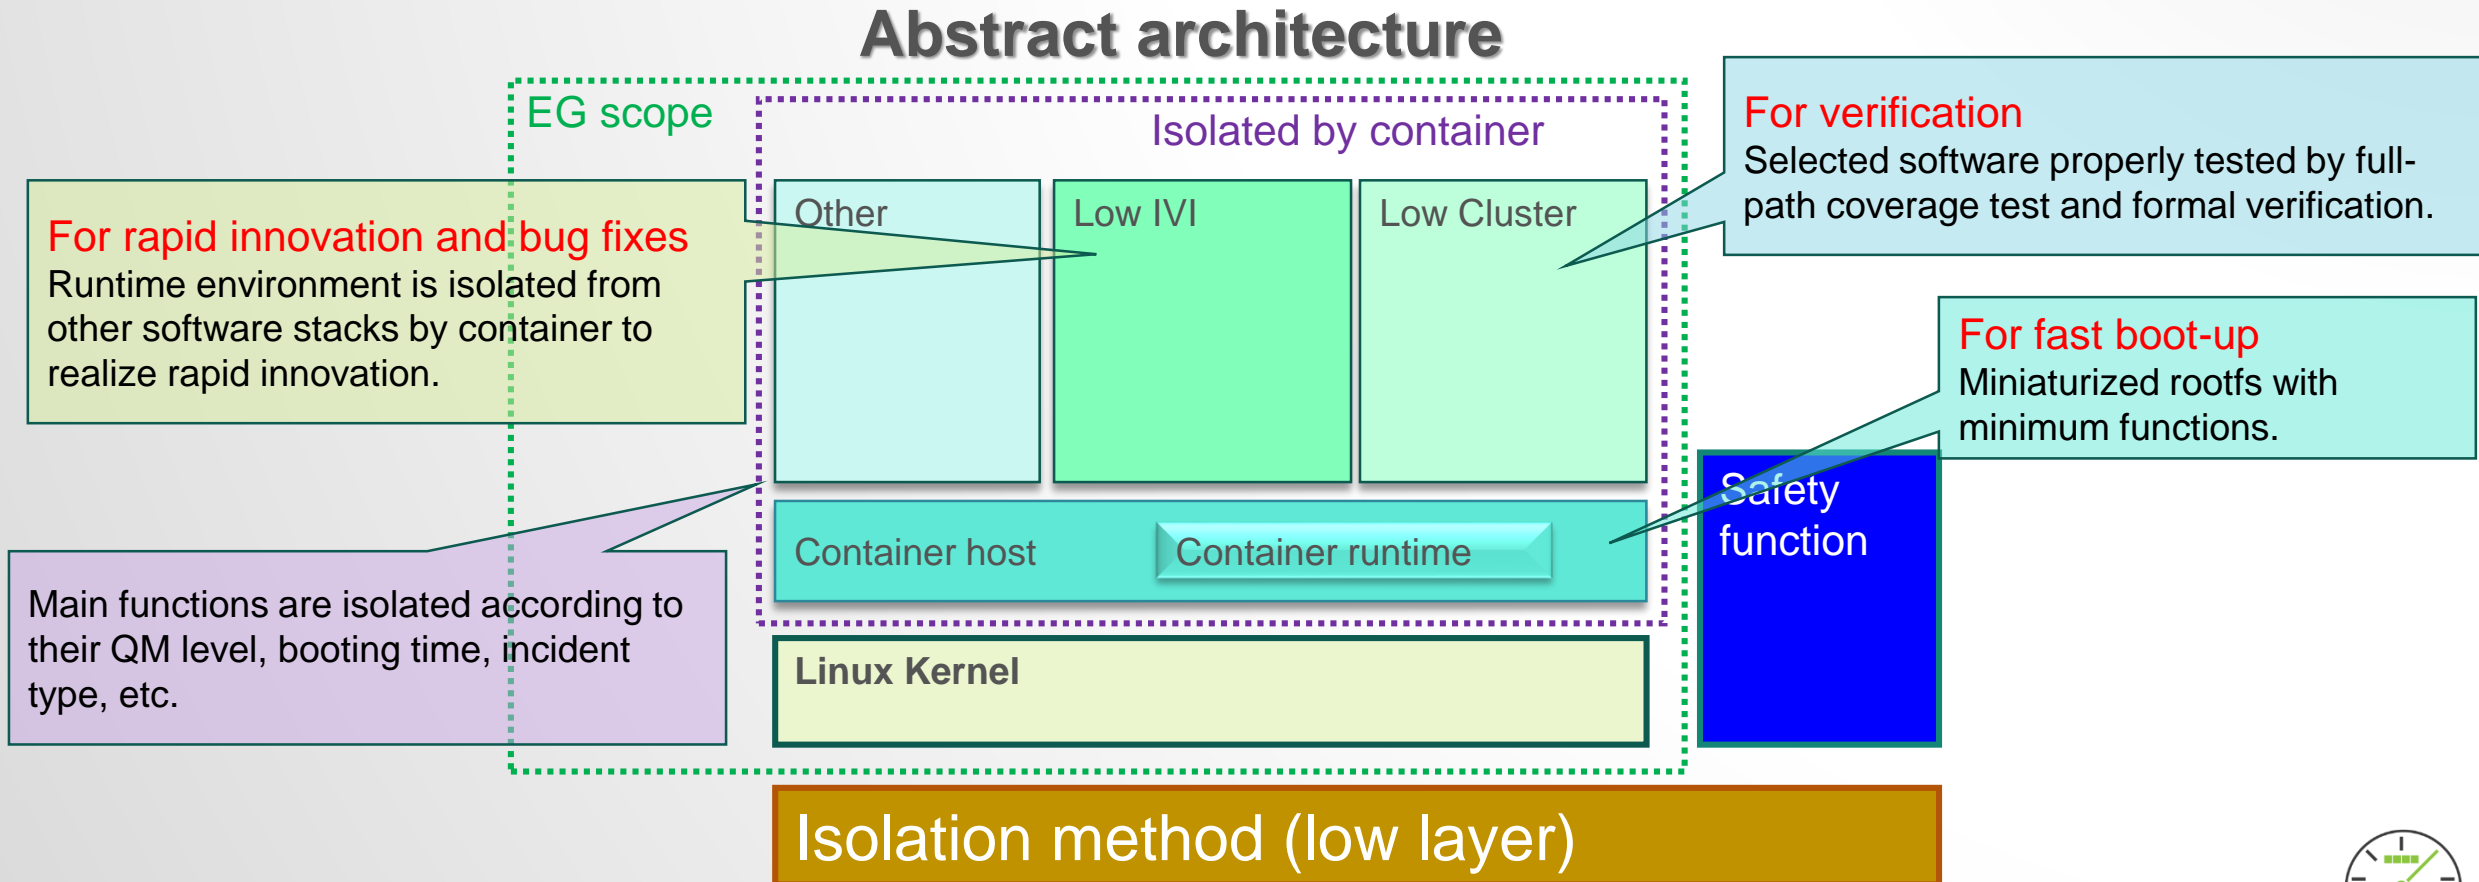 Abstract architecture
EG scope
Isolated by container
For verification
Selected software properly tested by full-
path coverage test and formal verification.
For rapid innovation and bug fixes
Runtime environment is isolated from
other software stacks by container to
realize rapid innovation.
Other
Low IVI
Low Cluster
For fast boot-up
Miniaturized rootfs with
minimum functions.
Safety
function
Container host
Container runtime
Main functions are isolated according to
their QM level, booting time, incident
type, etc.
Linux Kernel
Isolation method (low layer)